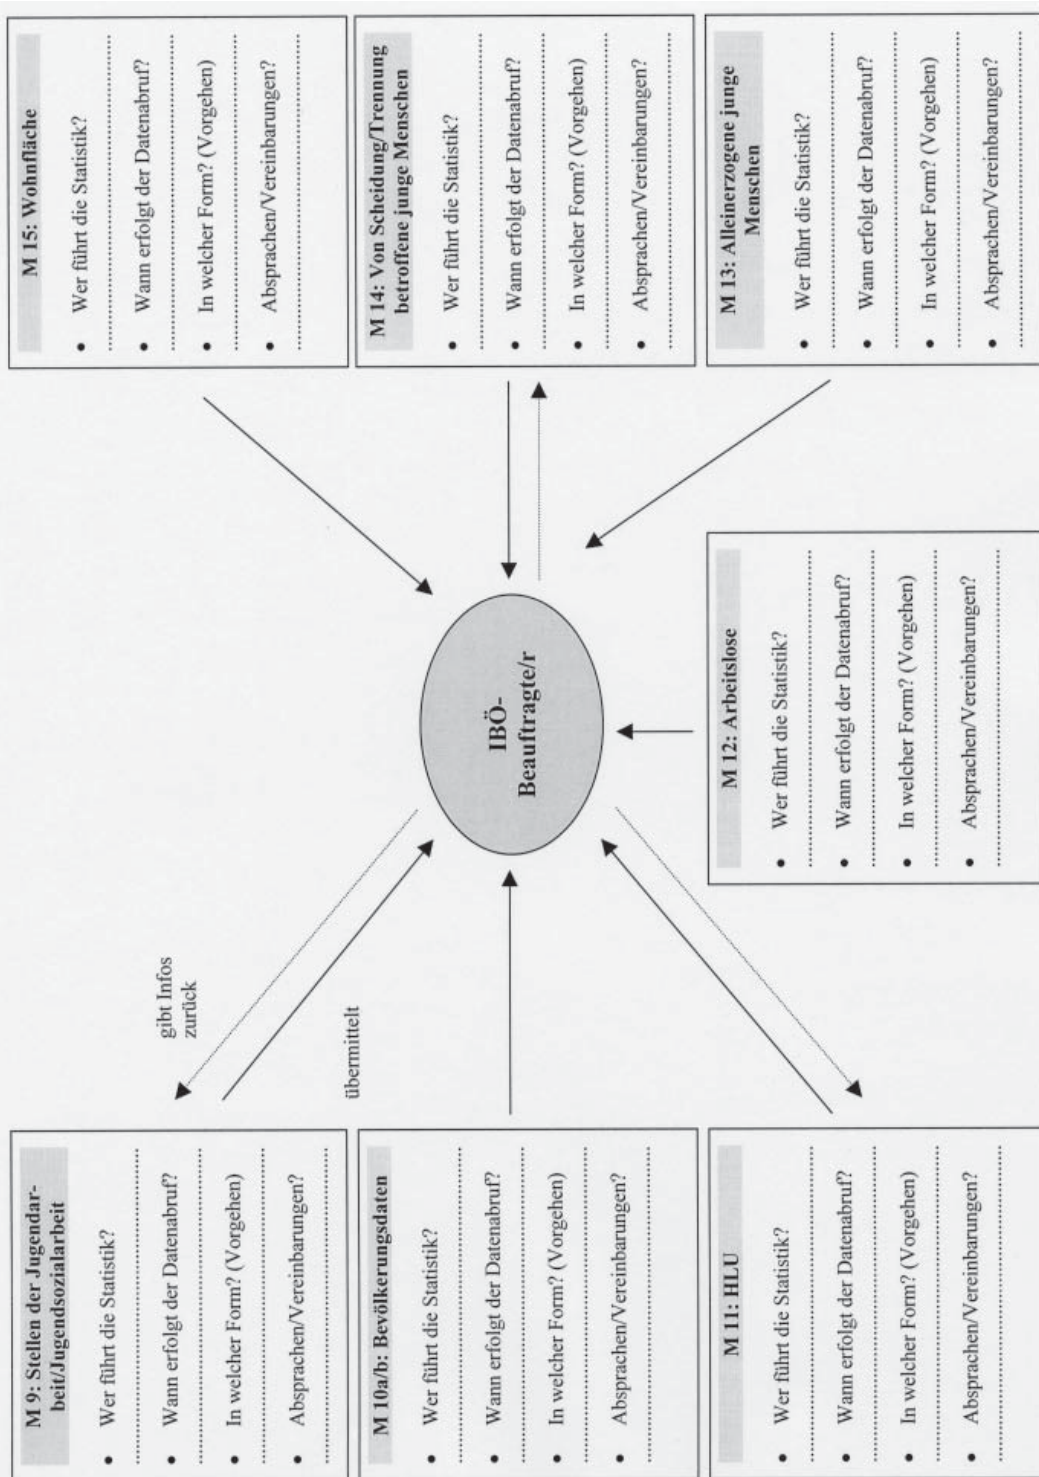 M 9: Stellen der Jugendar-
beit/Jugendsozialarbeit
• Wer führt die Statistik?
• Wann erfolgt der Datenabruf?
• In welcher Form? (Vorgehen)
• Absprachen/Vereinbarungen?
M 10a/b: Bevölkerungsdaten
• Wer führt die Statistik?
• Wann erfolgt der Datenabruf?
• In welcher Form? (Vorgehen)
• Absprachen/Vereinbarungen?
M 11: HLU
• Wer führt die Statistik?
• Wann erfolgt der Datenabruf?
• In welcher Form? (Vorgehen)
• Absprachen/Vereinbarungen?
gibt Infos
zurück
übermittelt
IBÖ-
Beauftragte/r
M 12: Arbeitslose
• Wer führt die Statistik?
• Wann erfolgt der Datenabruf?
• In welcher Form? (Vorgehen)
• Absprachen/Vereinbarungen?
M 15: Wohnfläche
• Wer führt die Statistik?
• Wann erfolgt der Datenabruf?
• In welcher Form? (Vorgehen)
• Absprachen/Vereinbarungen?
M 14: Von Scheidung/Trennung
betroffene junge Menschen
• Wer führt die Statistik?
• Wann erfolgt der Datenabruf?
• In welcher Form? (Vorgehen)
• Absprachen/Vereinbarungen?
M 13: Alleinerzogene junge
Menschen
• Wer führt die Statistik?
• Wann erfolgt der Datenabruf?
• In welcher Form? (Vorgehen)
• Absprachen/Vereinbarungen?